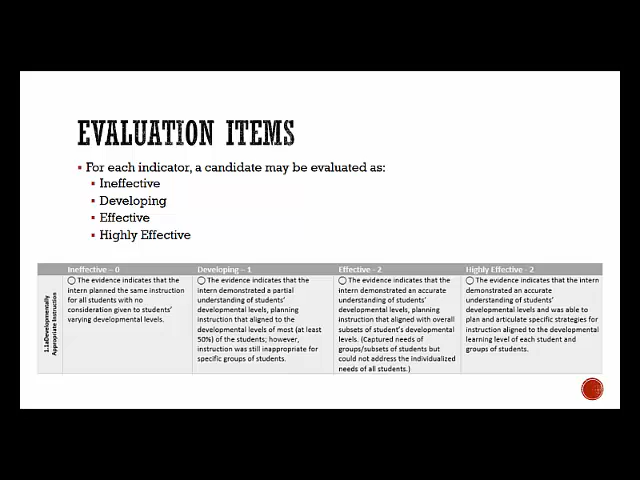 EVALUATION ITEMS
For each indicator, a candidate may be evaluated as:
Ineffective
Developing
Effective
Highly Effective
Ineffective – 0
Developing – 1
Effective - 2
Highly Effective - 2
1.1aDevelopmentally
Appropriate Instruction
The evidence indicates that the
intern planned the same instruction
for all students with no
consideration given to students’
varying developmental levels.
The evidence indicates that the
intern demonstrated a partial
understanding of students’
developmental levels, planning
instruction that aligned to the
developmental levels of most (at least
50%) of the students; however,
instruction was still inappropriate for
specific groups of students.
The evidence indicates that the
intern demonstrated an accurate
understanding of students’
developmental levels, planning
instruction that aligned with overall
subsets of student’s developmental
levels. (Captured needs of
groups/subsets of students but
could not address the individualized
needs of all students.)
The evidence indicates that the intern
demonstrated an accurate
understanding of students’
developmental levels and was able to
plan and articulate specific strategies for
instruction aligned to the developmental
learning level of each student and
groups of students.